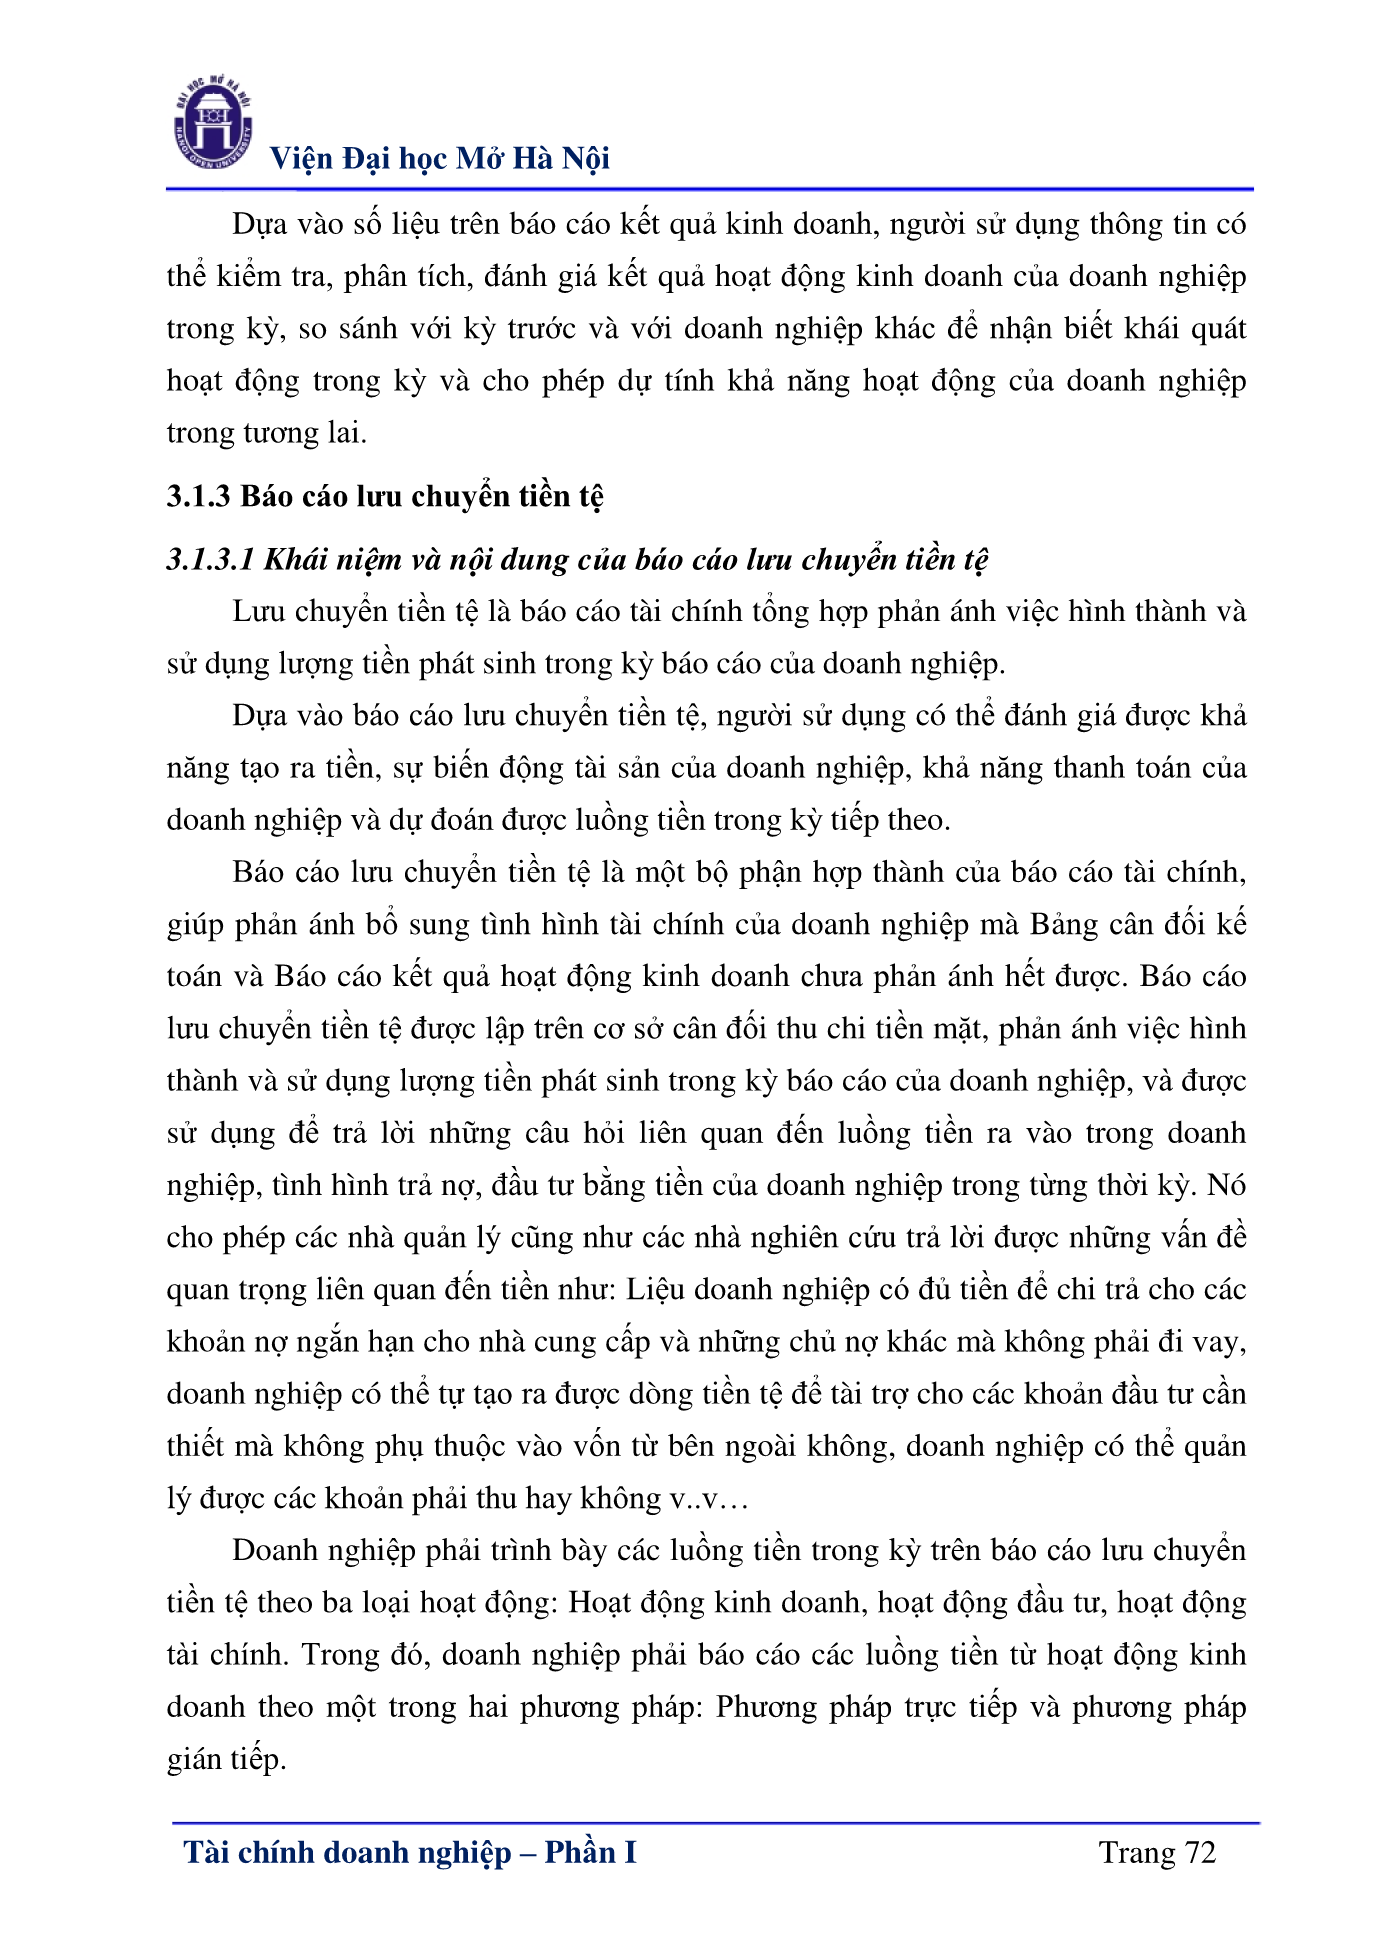 ĐẠI HỌC MỞ HÀ NỘI
HANOI OPEN UNIVERSITY
Viện Đại học Mở Hà Nội
Dựa vào số liệu trên báo cáo kết quả kinh doanh, người sử dụng thông tin có
thể kiểm tra, phân tích, đánh giá kết quả hoạt động kinh doanh của doanh nghiệp
trong kỳ, so sánh với kỳ trước và với doanh nghiệp khác để nhận biết khái quát
hoạt động trong kỳ và cho phép dự tính khả năng hoạt động của doanh nghiệp
trong tương lai.
3.1.3 Báo cáo lưu chuyển tiền tệ
3.1.3.1 Khái niệm và nội dung của báo cáo lưu chuyển tiền tệ
Lưu chuyển tiền tệ là báo cáo tài chính tổng hợp phản ánh việc hình thành và
sử dụng lượng tiền phát sinh trong kỳ báo cáo của doanh nghiệp.
Dựa vào báo cáo lưu chuyển tiền tệ, người sử dụng có thể đánh giá được khả
năng tạo ra tiền, sự biến động tài sản của doanh nghiệp, khả năng thanh toán của
doanh nghiệp và dự đoán được luồng tiền trong kỳ tiếp theo.
Báo cáo lưu chuyển tiền tệ là một bộ phận hợp thành của báo cáo tài chính,
giúp phản ánh bổ sung tình hình tài chính của doanh nghiệp mà Bảng cân đối kế
toán và Báo cáo kết quả hoạt động kinh doanh chưa phản ánh hết được. Báo cáo
lưu chuyển tiền tệ được lập trên cơ sở cân đối thu chi tiền mặt, phản ánh việc hình
thành và sử dụng lượng tiền phát sinh trong kỳ báo cáo của doanh nghiệp, và được
sử dụng để trả lời những câu hỏi liên quan đến luồng tiền ra vào trong doanh
nghiệp, tình hình trả nợ, đầu tư bằng tiền của doanh nghiệp trong từng thời kỳ. Nó
cho phép các nhà quản lý cũng như các nhà nghiên cứu trả lời được những vấn đề
quan trọng liên quan đến tiền như: Liệu doanh nghiệp có đủ tiền để chi trả cho các
khoản nợ ngắn hạn cho nhà cung cấp và những chủ nợ khác mà không phải đi vay,
doanh nghiệp có thể tự tạo ra được dòng tiền tệ để tài trợ cho các khoản đầu tư cần
thiết mà không phụ thuộc vào vốn từ bên ngoài không, doanh nghiệp có thể quản
lý được các khoản phải thu hay không v..v…
Doanh nghiệp phải trình bày các luồng tiền trong kỳ trên báo cáo lưu chuyển
tiền tệ theo ba loại hoạt động: Hoạt động kinh doanh, hoạt động đầu tư, hoạt động
tài chính. Trong đó, doanh nghiệp phải báo cáo các luồng tiền từ hoạt động kinh
doanh theo một trong hai phương pháp: Phương pháp trực tiếp và phương pháp
gián tiếp.
Tài chính doanh nghiệp – Phần I
Trang 72